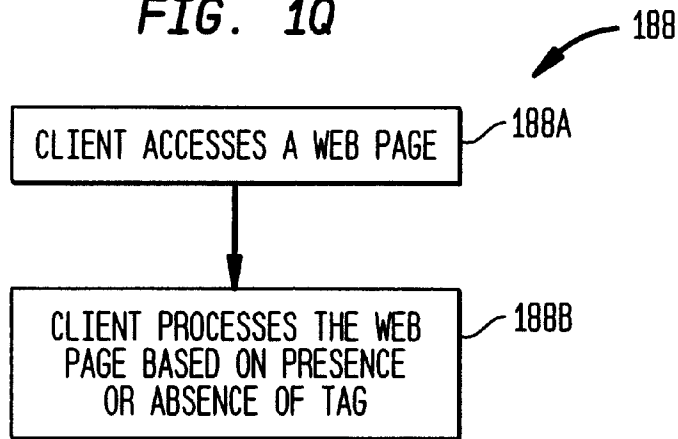 FIG. 1Q
188
CLIENT ACCESSES A WEB PAGE
188A
CLIENT PROCESSES THE WEB
PAGE BASED ON PRESENCE
OR ABSENCE OF TAG
188B